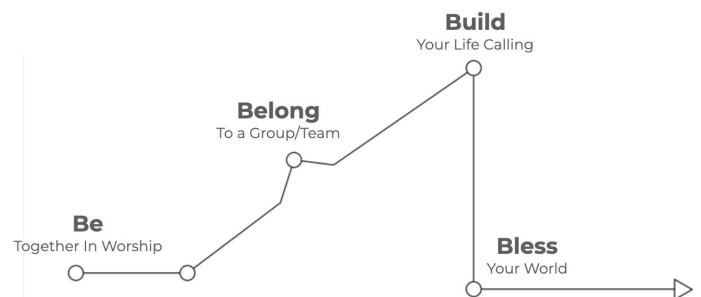 Build
Your Life Calling
Belong
To a Group/Team
Be
Together In Worship
Bless
Your World